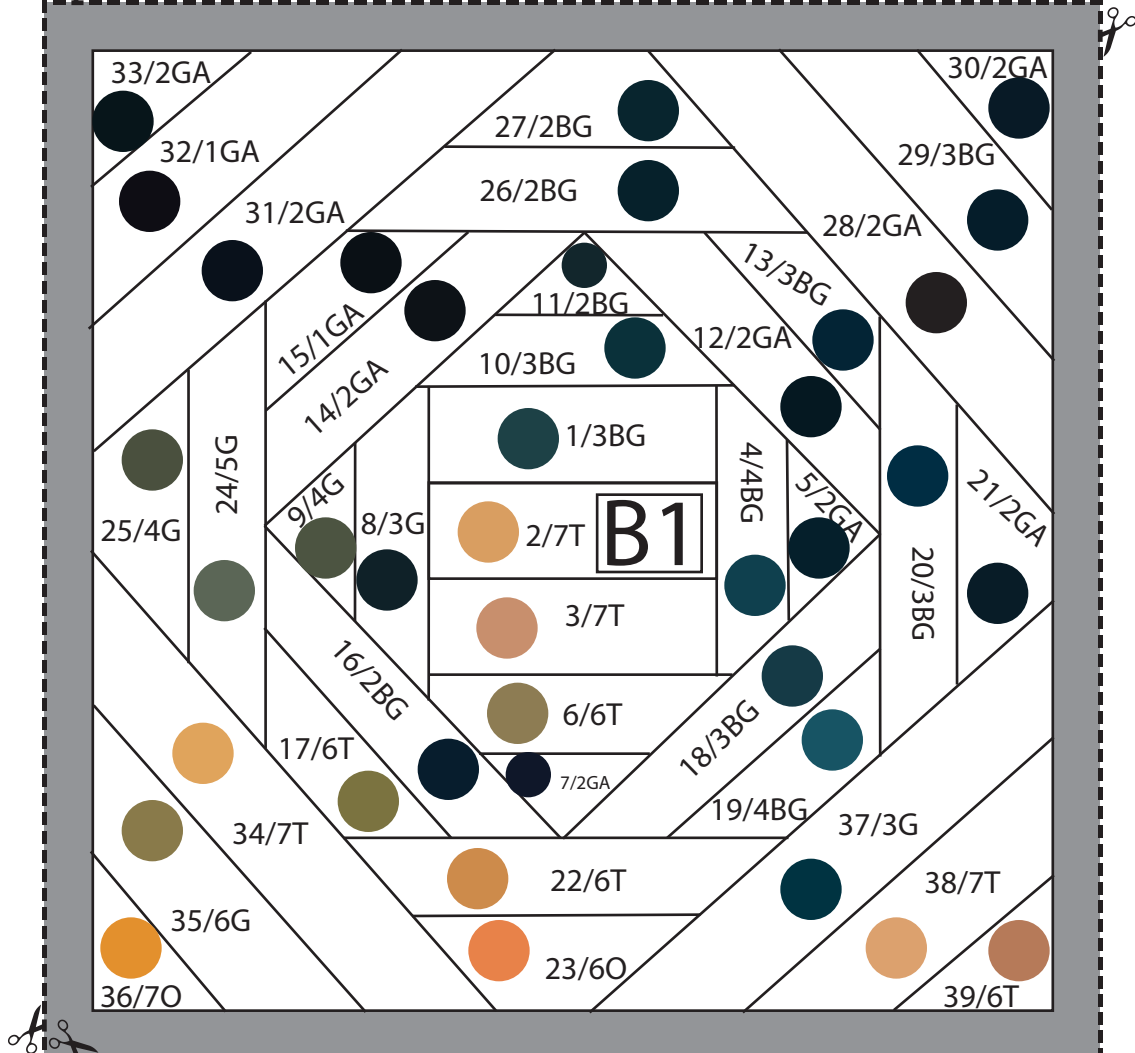 33/2GA
30/2GA
27/2BG
32/1GA
29/3BG
26/2BG
31/2GA
28/2GA
13/3BG
11/2BG
15/1GA
12/2GA
10/3BG
14/2GA
1/3BG
24/5G
4/4BG
9/4G
5/2GA
21/2GA
25/4G
8/3G
2/7T
B1
20/3BG
3/7T
16/2BG
6/6T
18/3BG
17/6T
7/2GA
19/4BG
34/7T
37/3G
22/6T
38/7T
35/6G
23/6O
36/7O
39/6T